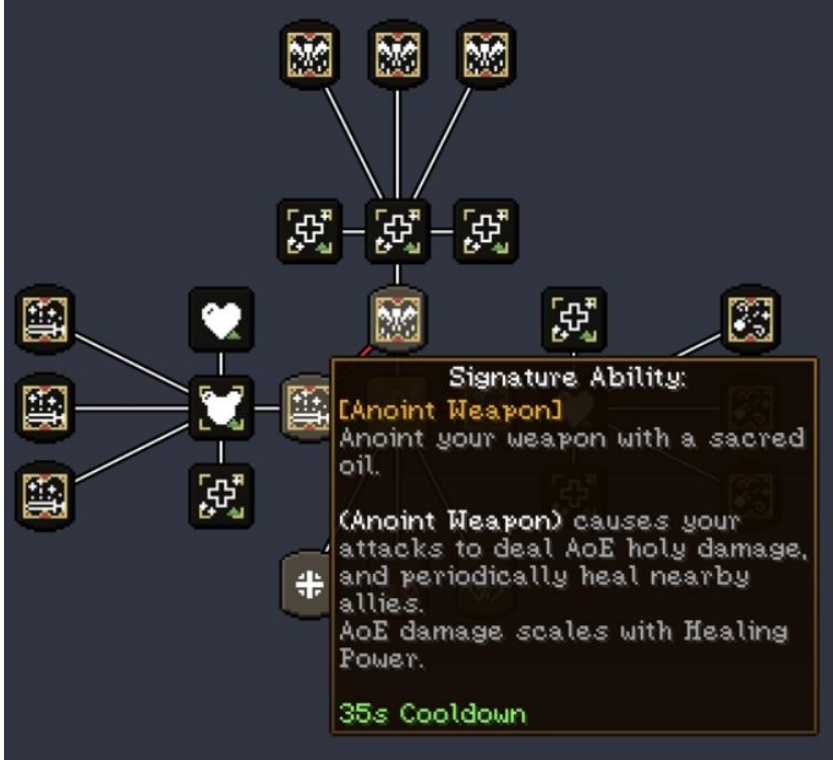 Signature Ability:
[Anoint Weapon]
Anoint your weapon with a sacred
oil.
(Anoint Weapon) causes your
attacks to deal AoE holy damage,
and periodically heal nearby
allies.
AoE damage scales with Healing
Power.
35s Cooldown